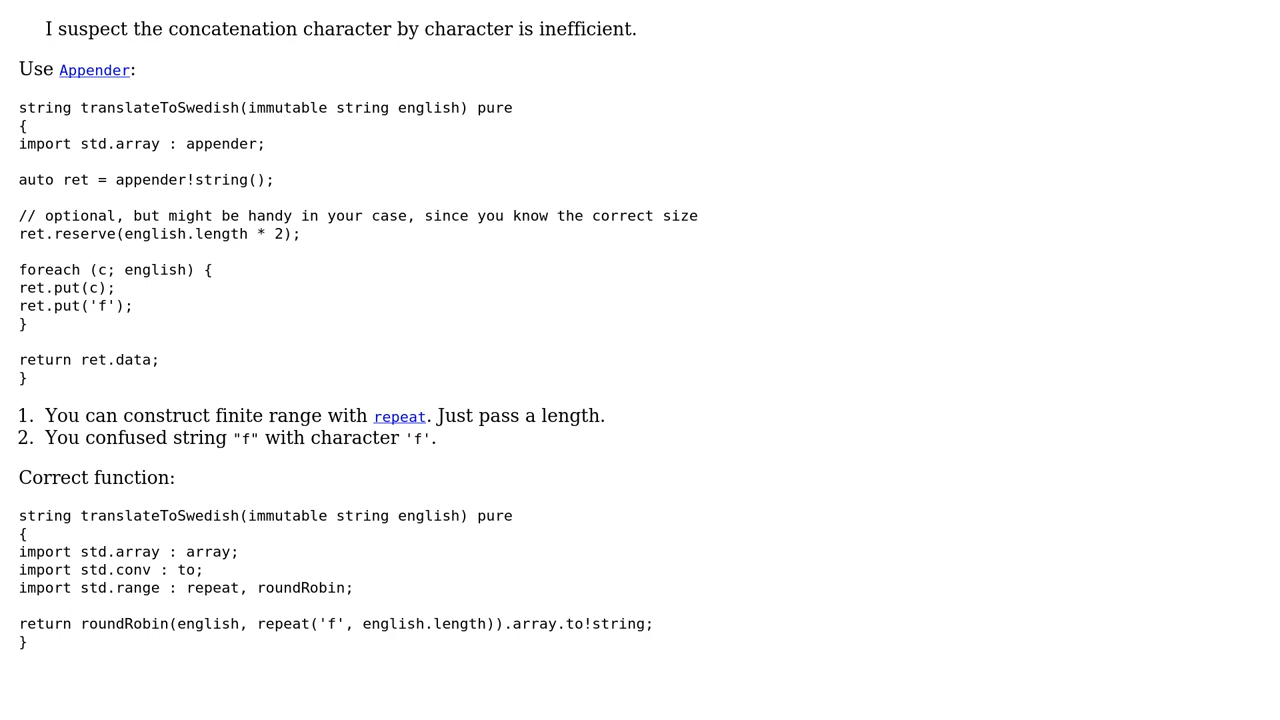 I suspect the concatenation character by character is inefficient.
Use Appender:
string translateToSwedish(immutable string english) pure
{
import std.array : appender;
auto ret = appender!string();
// optional, but might be handy in your case, since you know the correct size
ret.reserve(english.length * 2);
foreach (c; english) {
ret.put(c);
ret.put('f');
}
return ret.data;
}
1. You can construct finite range with repeat. Just pass a length.
2. You confused string "f" with character 'f'.
Correct function:
string translateToSwedish(immutable string english) pure
{
import std.array : array;
import std.conv : to;
import std.range : repeat, roundRobin;
return roundRobin(english, repeat('f', english.length)).array.to!string;
}